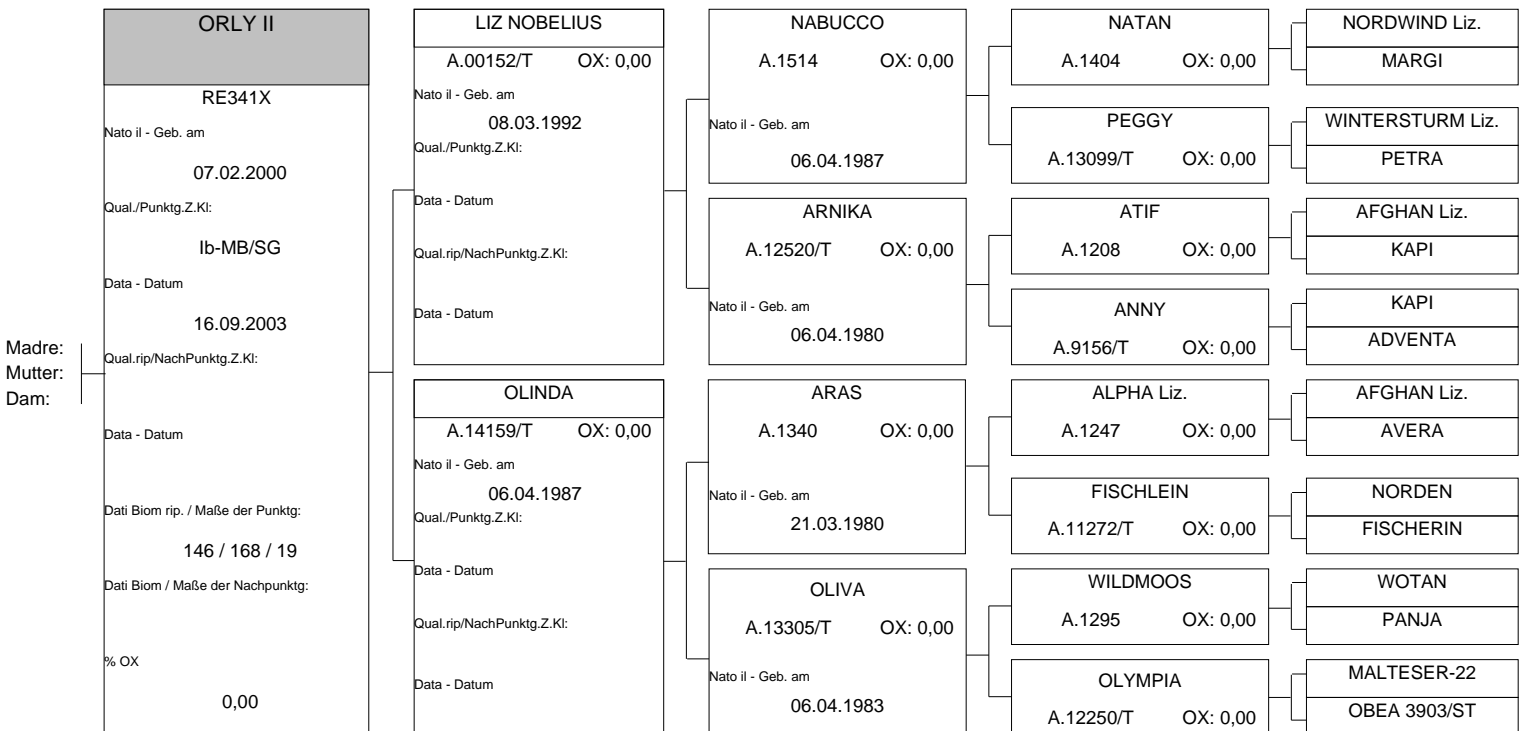 Madre:
Mutter:
Dam:
ORLY II
RE341X
Nato il - Geb. am
07.02.2000
Qual./Punktg.Z.Kl:
Ib-MB/SG
Data - Datum
16.09.2003
Qual.rip/NachPunktg.Z.Kl:
Data - Datum
Dati Biom rip. / Maße der Punktg:
146 / 168 / 19
Dati Biom / Maße der Nachpunktg:
% OX
0,00
LIZ NOBELIUS
A.00152/T OX: 0,00
Nato il - Geb. am
08.03.1992
Qual./Punktg.Z.Kl:
Data - Datum
Qual.rip/NachPunktg.Z.Kl:
Data - Datum
OLINDA
A.14159/T OX: 0,00
Nato il - Geb. am
06.04.1987
Qual./Punktg.Z.Kl:
Data - Datum
Qual.rip/NachPunktg.Z.Kl:
Data - Datum
NABUCCO
A.1514 OX: 0,00
Nato il - Geb. am
06.04.1987
ARNIKA
A.12520/T OX: 0,00
Nato il - Geb. am
06.04.1980
ARAS
A.1340 OX: 0,00
Nato il - Geb. am
21.03.1980
OLIVA
A.13305/T OX: 0,00
Nato il - Geb. am
06.04.1983
NATAN
A.1404 OX: 0,00
PEGGY
A.13099/T OX: 0,00
ATIF
A.1208 OX: 0,00
ANNY
A.9156/T OX: 0,00
ALPHA Liz.
A.1247 OX: 0,00
FISCHLEIN
A.11272/T OX: 0,00
WILDMOOS
A.1295 OX: 0,00
OLYMPIA
A.12250/T OX: 0,00
NORDWIND Liz.
MARGI
WINTERSTURM Liz.
PETRA
AFGHAN Liz.
KAPI
KAPI
ADVENTA
AFGHAN Liz.
AVERA
NORDEN
FISCHERIN
WOTAN
PANJA
MALTESER-22
OBEA 3903/ST